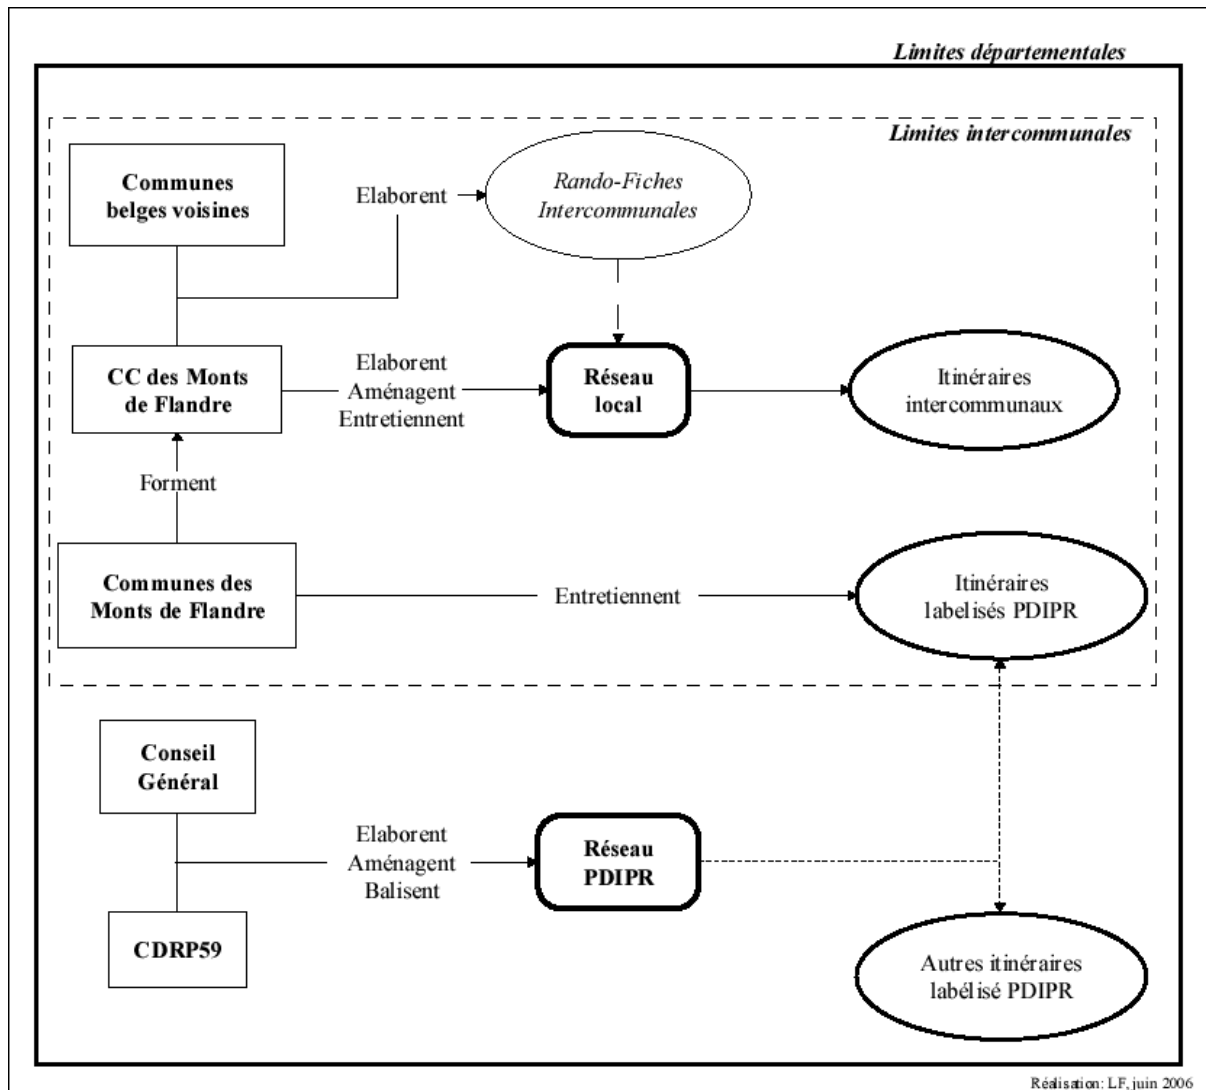 Limites départementales
Limites intercommunales
Communes
belges voisines
Elaborent
Rando-Fiches
Intercommunales
CC des Monts
de Flandre
Elaborent
Aménagent
Entretiennent
Réseau
local
Itinéraires
intercommunaux
Forment
Communes des
Monts de Flandre
Entretiennent
Itinéraires
labelisés PDIPR
Conseil
Général
Elaborent
Aménagent
Balisent
Réseau
PDIPR
CDRP59
Autres itinéraires
labélisé PDIPR
Réalisation: LF, juin 2006